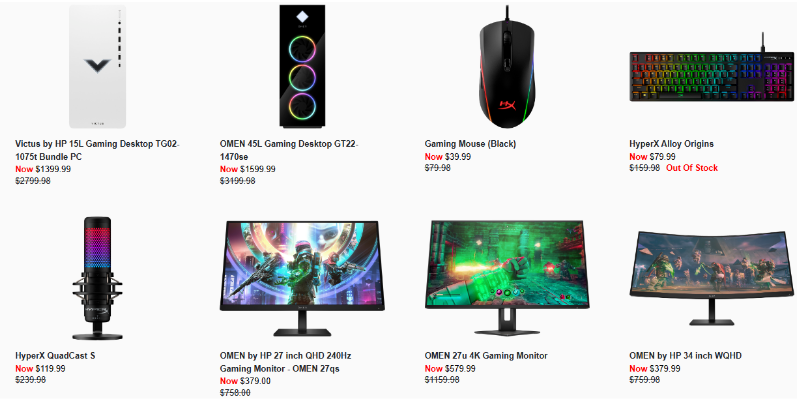 Victus by HP 15L Gaming Desktop TG02-
1075t Bundle PC
Now $1399.99
$2799.98
OMEN 45L Gaming Desktop GT22-
1470se
Now $1599.99
$3199.98
Gaming Mouse (Black)
Now $39.99
$79.98
HyperX Alloy Origins
Now $79.99
$159.98 Out Of Stock
HyperX QuadCast S
Now $119.99
$239.98
OMEN by HP 27 inch QHD 240Hz
Gaming Monitor - OMEN 27qs
Now $379.00
$758.00
OMEN 27u 4K Gaming Monitor
Now $579.99
$1159.98
OMEN by HP 34 inch WQHD
Now $379.99
$759.98